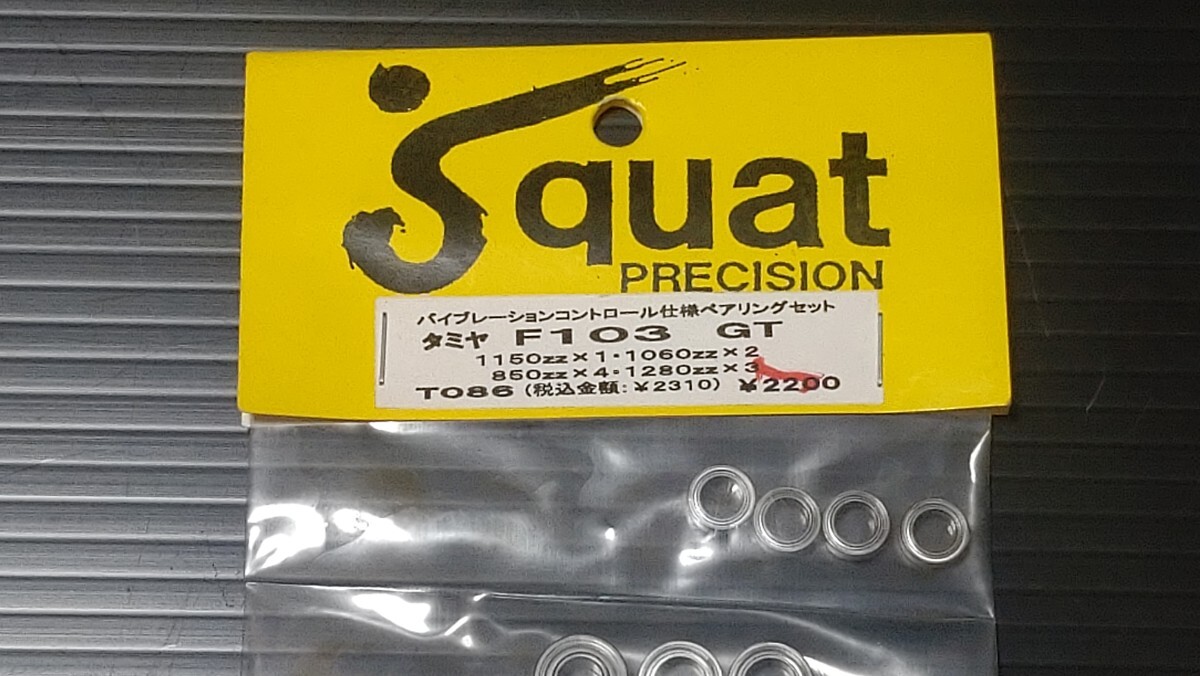 Squat
PRECISION
バイブレーションコントロール仕様ベアリングセット
タミヤ F103 GT
1150zz×1・1060zz×2
850zz×4・1280zz×3
T086 (税込金額:￥2310) ￥2200